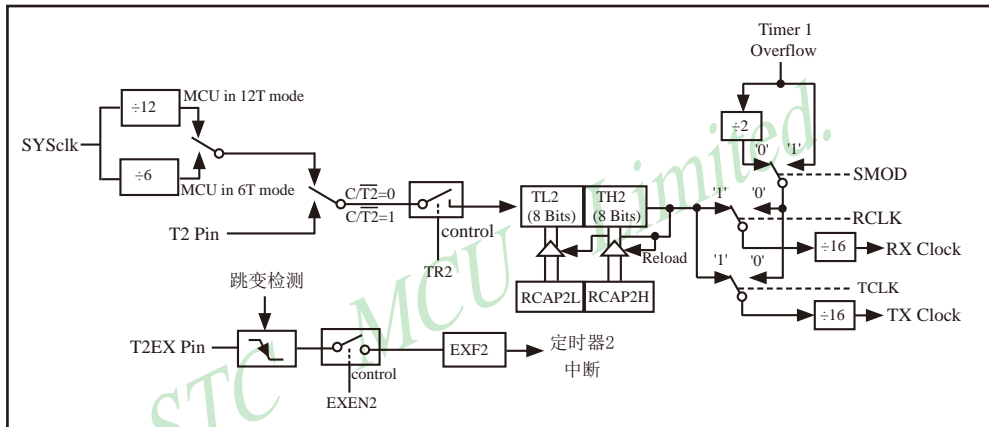 Timer 1
Overflow
÷12
MCU in 12T mode
SYSclk
÷6
MCU in 6T mode
T2 Pin
C/T2=0
C/T2=1
control
TR2
TL2
(8 Bits)
TH2
(8 Bits)
Reload
RCAP2L
RCAP2H
÷2
'0'
'1'
SMOD
'1'
'0'
RCLK
÷16
RX Clock
'1'
'0'
TCLK
÷16
TX Clock
跳变检测
T2EX Pin
control
EXEN2
EXF2
定时器2
中断
STC MCU Limited.